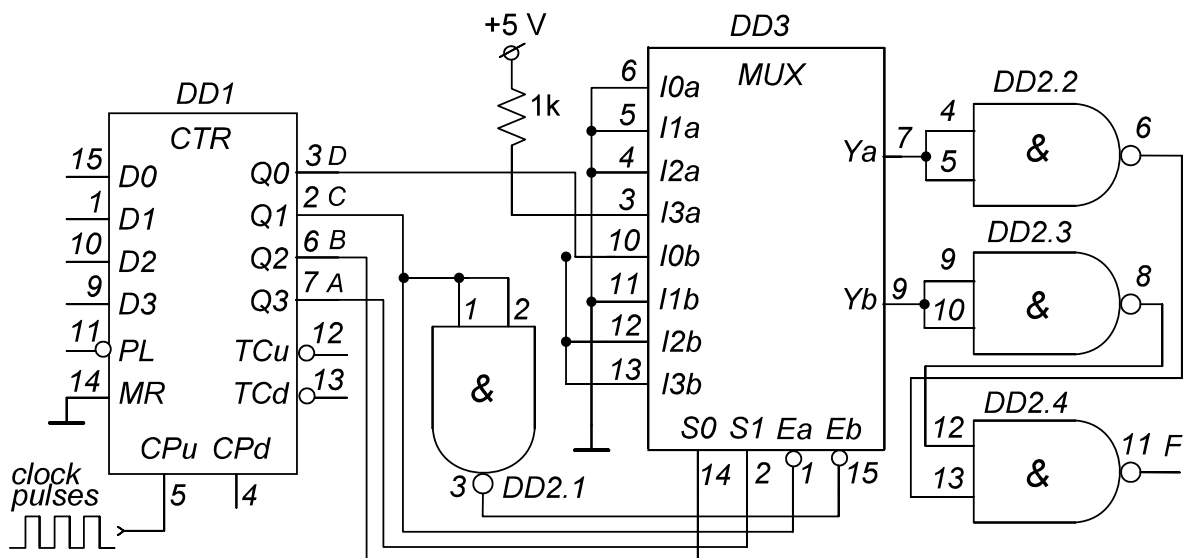 +5 V
DD3
DD1
DD2.2
CTR
1k
MUX
15 D0
1 D1
10 D2
9 D3
11 PL
14 MR
Q0 3 D
Q1 2 C
Q2 6 B
Q3 7 A
TCu 12
TCd 13
CPu CPd
5 4
clock
pulses
1 2
&
3 DD2.1
6 I0a
5 I1a
4 I2a
3 I3a
10 I0b
11 I1b
12 I2b
13 I3b
Ya 7
Yb 9
S0 S1 Ea Eb
14 2 1 15
4
5
& 6
DD2.3
9
10
& 8
DD2.4
12
13
& 11 F